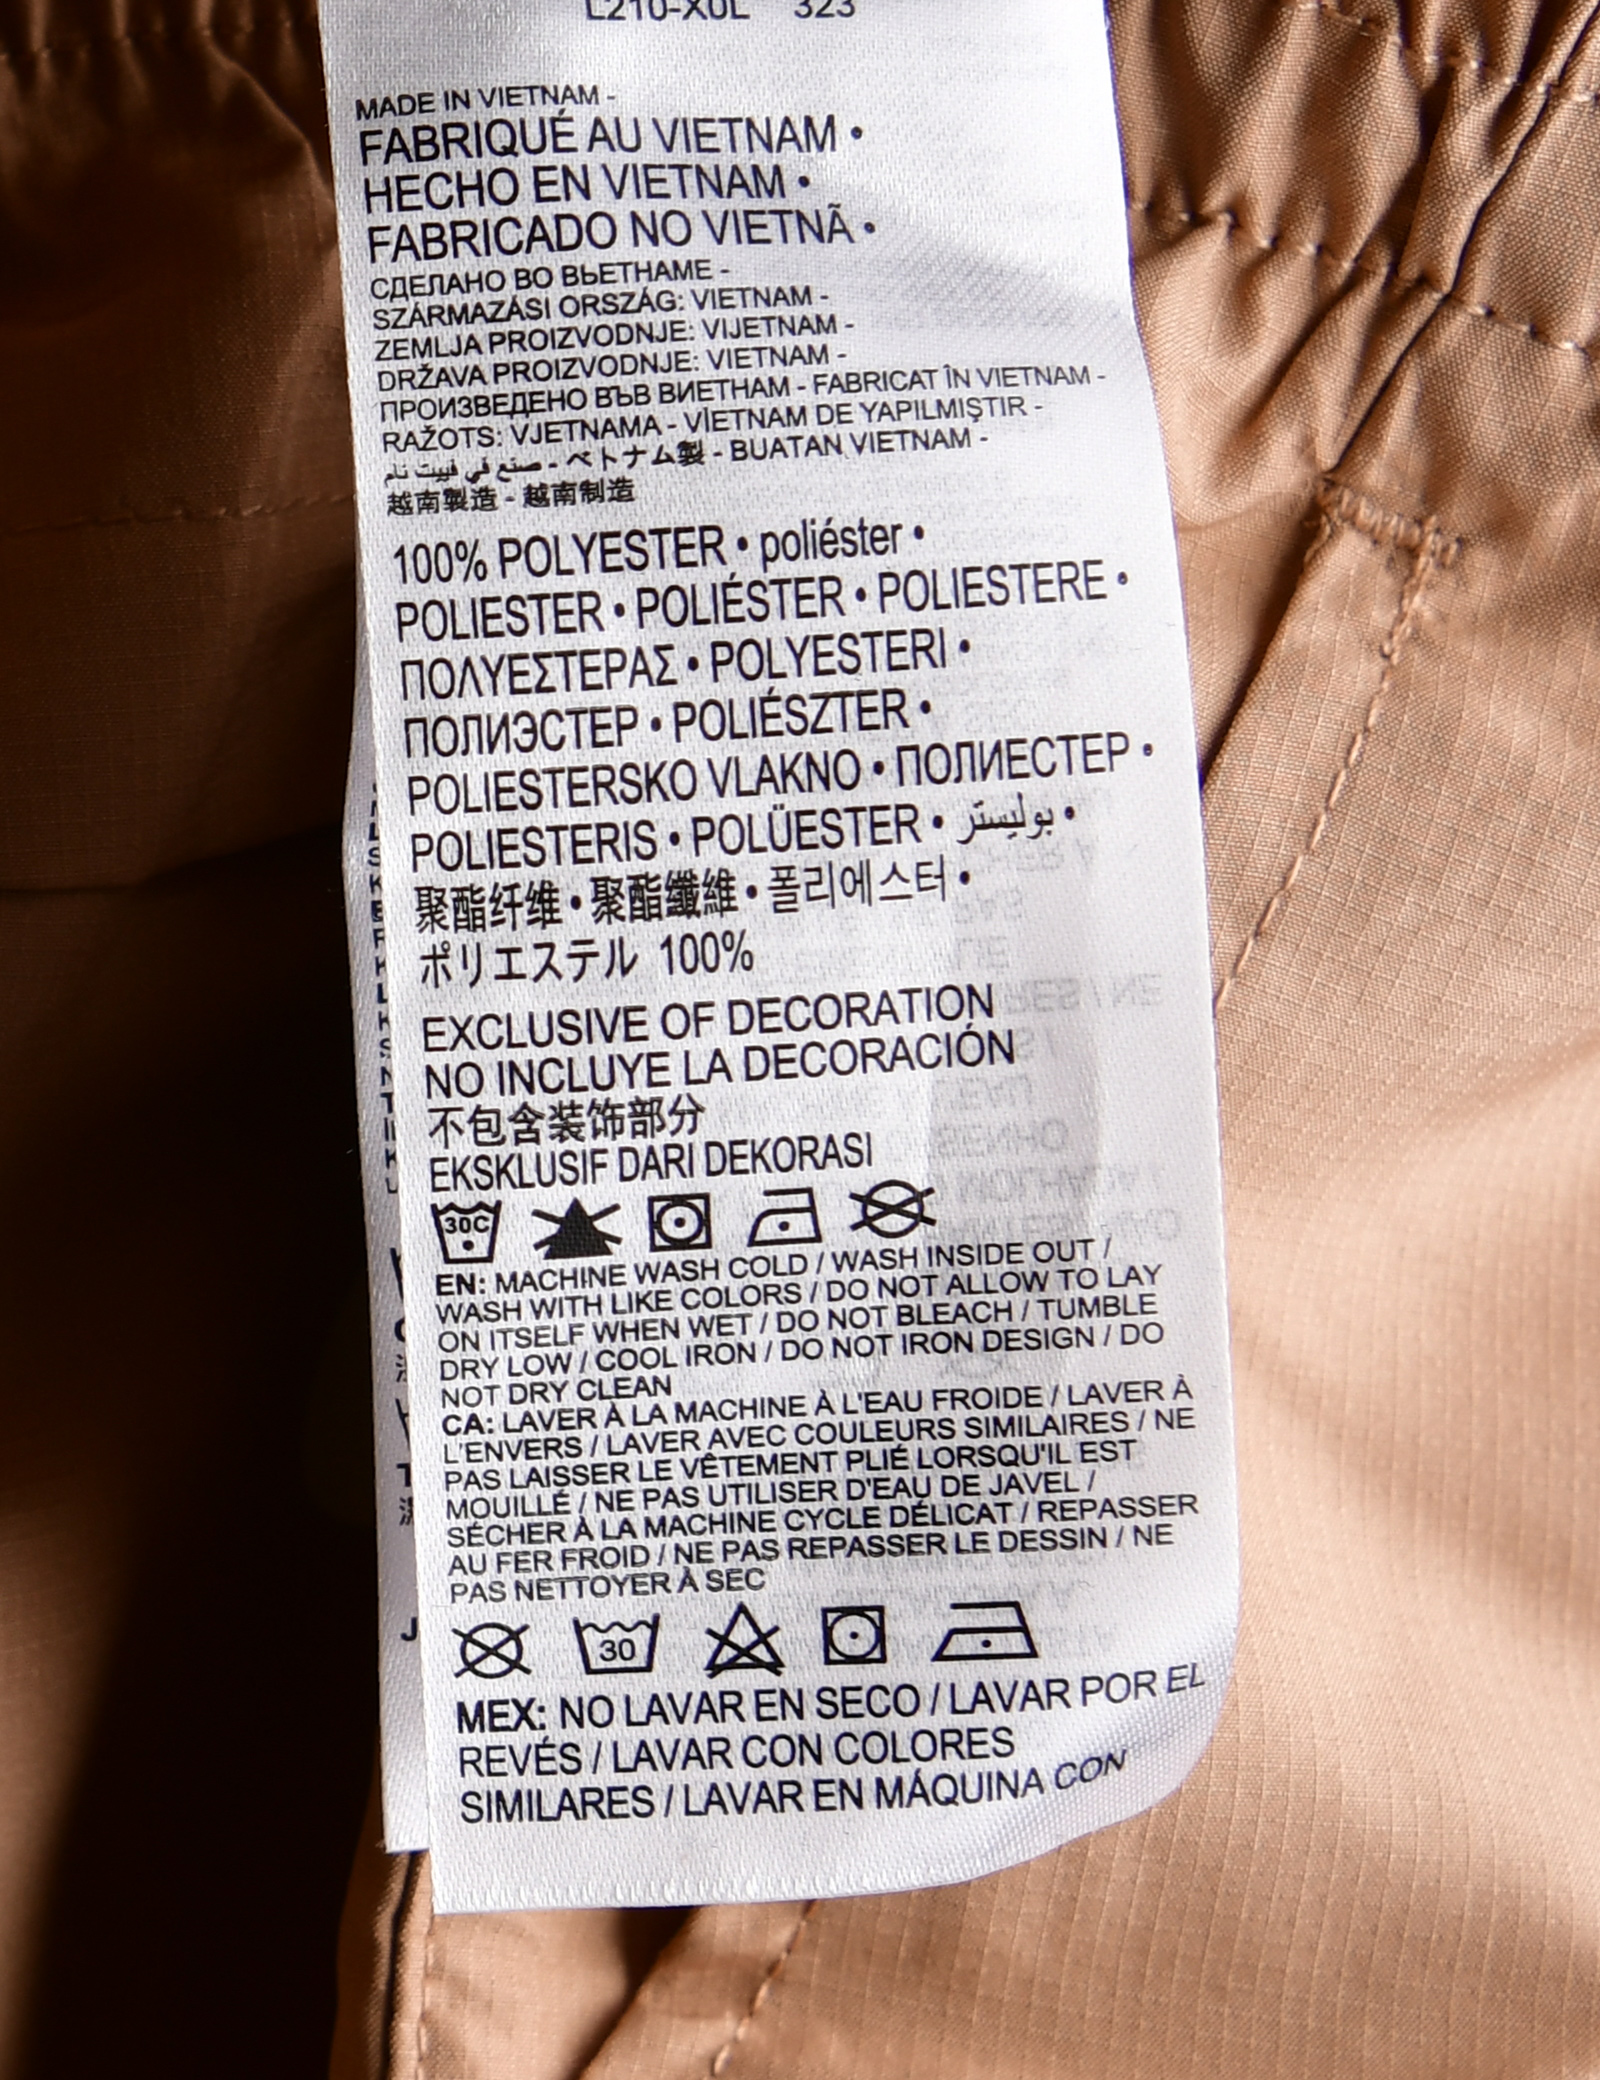 L210-X0L 323
MADE IN VIETNAM -
FABRIQUÉ AU VIETNAM •
HECHO EN VIETNAM •
FABRICADO NO VIETNÃ •
СДЕЛАНО ВО ВЬЕТНАМЕ -
SZÁRMAZÁSI ORSZÁG: VIETNAM -
ZEMLJA PROIZVODNJE: VIJETNAM -
DRŽAVA PROIZVODNJE: VIETNAM -
ПРОИЗВЕДЕНО ВЪВ ВИЕТНАМ - FABRICAT ÎN VIETNAM -
RAŽOTS: VJETNAMA - VİETNAM DE YAPILMIŞTIR -
صنع في فييت نام - ベトナム製 - BUATAN VIETNAM -
越南製造 - 越南制造
100% POLYESTER • poliéster •
POLIESTER • POLIÉSTER • POLIESTERE •
ΠΟΛΥΕΣΤΕΡΑΣ • POLYESTERI •
ПОЛИЭСТЕР • POLIÉSZTER •
POLIESTERSKO VLAKNO • ПОЛИЕСТЕР •
POLIESTERIS • POLÜESTER • بوليستر •
聚酯纤维 • 聚酯纖維 • 폴리에스터 •
ポリエステル 100%
EXCLUSIVE OF DECORATION
NO INCLUYE LA DECORACIÓN
不包含装饰部分
EKSKLUSIF DARI DEKORASI
30C
EN: MACHINE WASH COLD / WASH INSIDE OUT /
WASH WITH LIKE COLORS / DO NOT ALLOW TO LAY
ON ITSELF WHEN WET / DO NOT BLEACH / TUMBLE
DRY LOW / COOL IRON / DO NOT IRON DESIGN / DO
NOT DRY CLEAN
CA: LAVER À LA MACHINE À L'EAU FROIDE / LAVER À
L'ENVERS / LAVER AVEC COULEURS SIMILAIRES / NE
PAS LAISSER LE VÊTEMENT PLIÉ LORSQU'IL EST
MOUILLÉ / NE PAS UTILISER D'EAU DE JAVEL /
SÉCHER À LA MACHINE CYCLE DÉLICAT / REPASSER
AU FER FROID / NE PAS REPASSER LE DESSIN / NE
PAS NETTOYER À SEC
30
MEX: NO LAVAR EN SECO / LAVAR POR EL
REVÉS / LAVAR CON COLORES
SIMILARES / LAVAR EN MÁQUINA CON